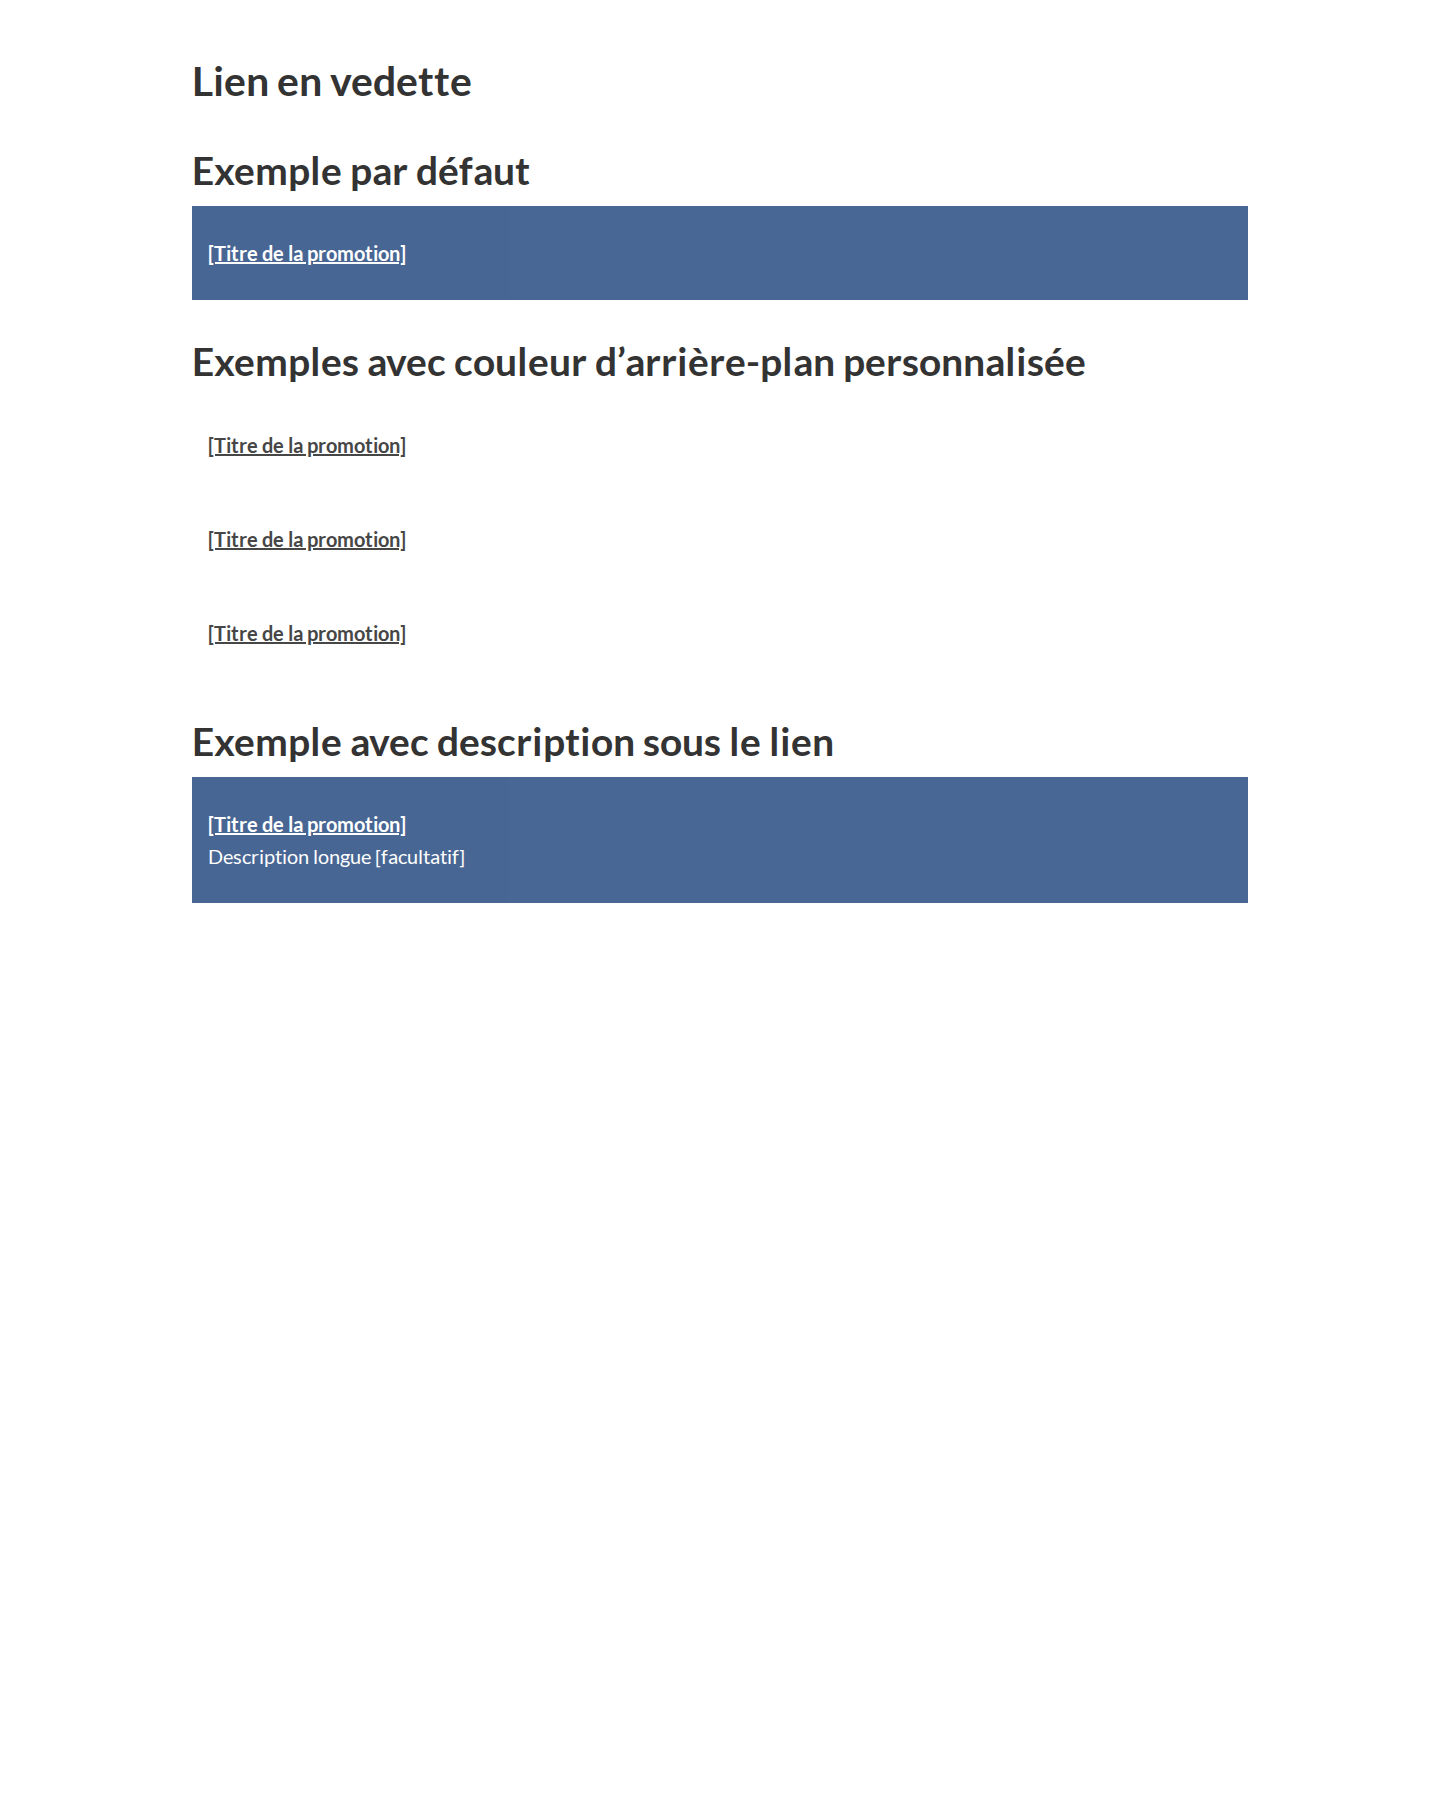 Lien en vedette
Exemple par défaut
[Titre de la promotion]
Exemples avec couleur d’arrière-plan personnalisée
[Titre de la promotion]
[Titre de la promotion]
[Titre de la promotion]
Exemple avec description sous le lien
[Titre de la promotion]
Description longue [facultatif]